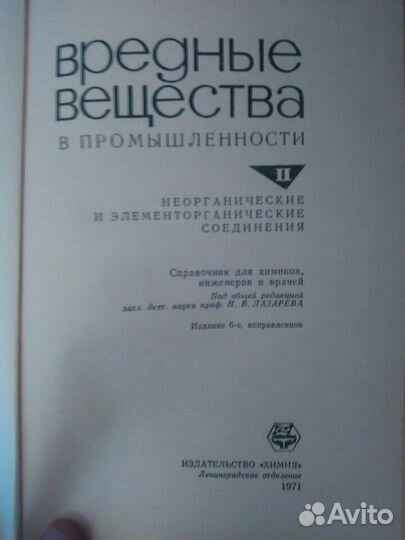 вредные
вещества
В ПРОМЫШЛЕННОСТИ
II
НЕОРГАНИЧЕСКИЕ
И ЭЛЕМЕНТОРГАНИЧЕСКИЕ
СОЕДИНЕНИЯ
Справочник для химиков,
инженеров и врачей
Под общей редакцией
засл. деят. науки проф. Н. В. ЛАЗАРЕВА
Издание 6-е, исправленное
ИЗДАТЕЛЬСТВО «ХИМИЯ»
Ленинградское отделение
1971
Avito